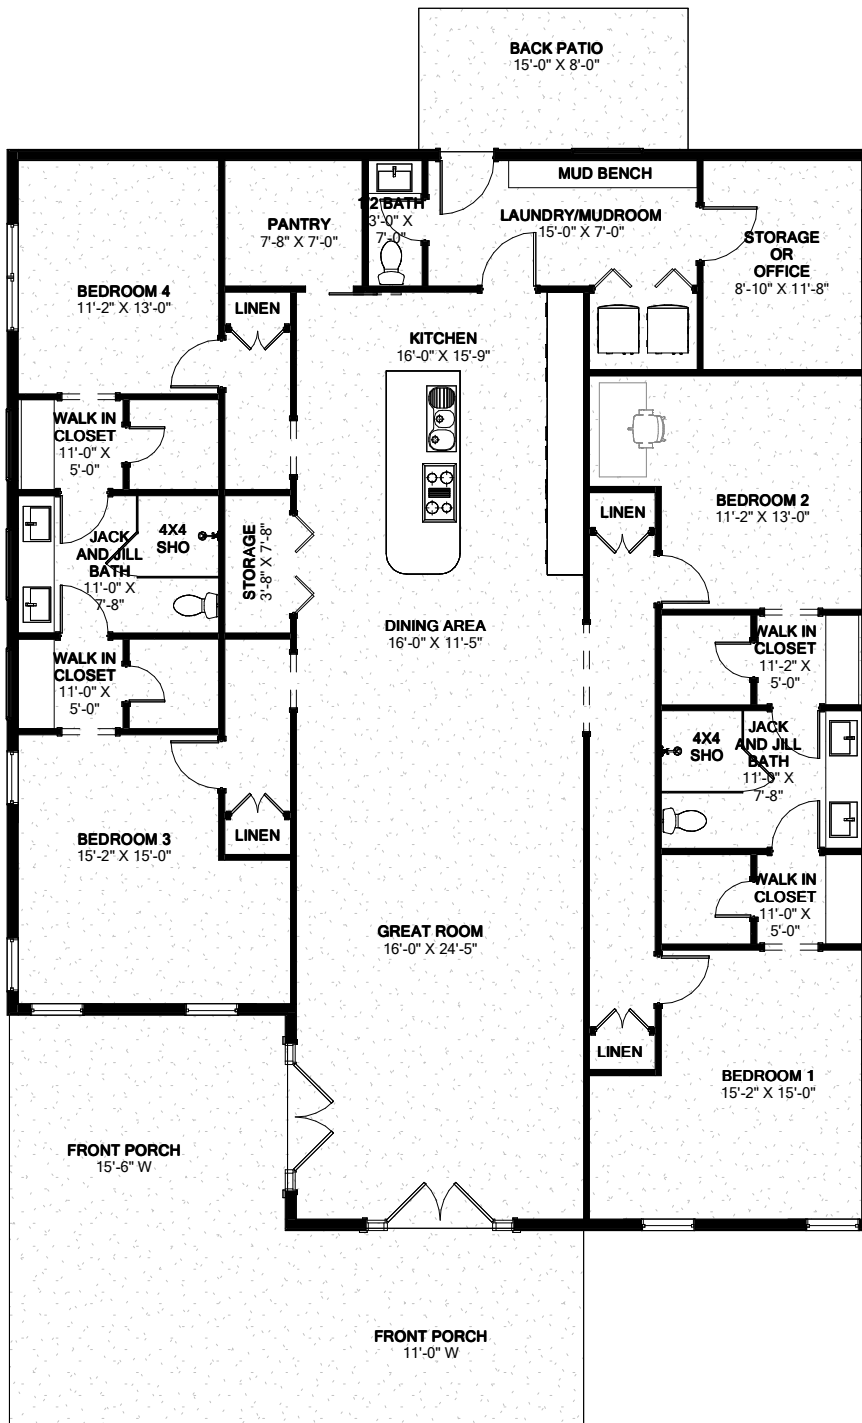 BACK PATIO
15'-0" X 8'-0"
MUD BENCH
1/2 BATH
3'-0" X
7'-0"
LAUNDRY/MUDROOM
15'-0" X 7'-0"
PANTRY
7'-8" X 7'-0"
STORAGE
OR
OFFICE
8'-10" X 11'-8"
BEDROOM 4
11'-2" X 13'-0"
LINEN
KITCHEN
16'-0" X 15'-9"
WALK IN
CLOSET
11'-0" X
5'-0"
BEDROOM 2
11'-2" X 13'-0"
LINEN
JACK
AND JILL
BATH
11'-0" X
7'-8"
4X4
SHO
STORAGE
3'-8" X 7'-8"
DINING AREA
16'-0" X 11'-5"
WALK IN
CLOSET
11'-0" X
5'-0"
WALK IN
CLOSET
11'-2" X
5'-0"
4X4
SHO
JACK
AND JILL
BATH
11'-0" X
7'-8"
BEDROOM 3
15'-2" X 15'-0"
LINEN
WALK IN
CLOSET
11'-0" X
5'-0"
GREAT ROOM
16'-0" X 24'-5"
LINEN
BEDROOM 1
15'-2" X 15'-0"
FRONT PORCH
15'-6" W
FRONT PORCH
11'-0" W